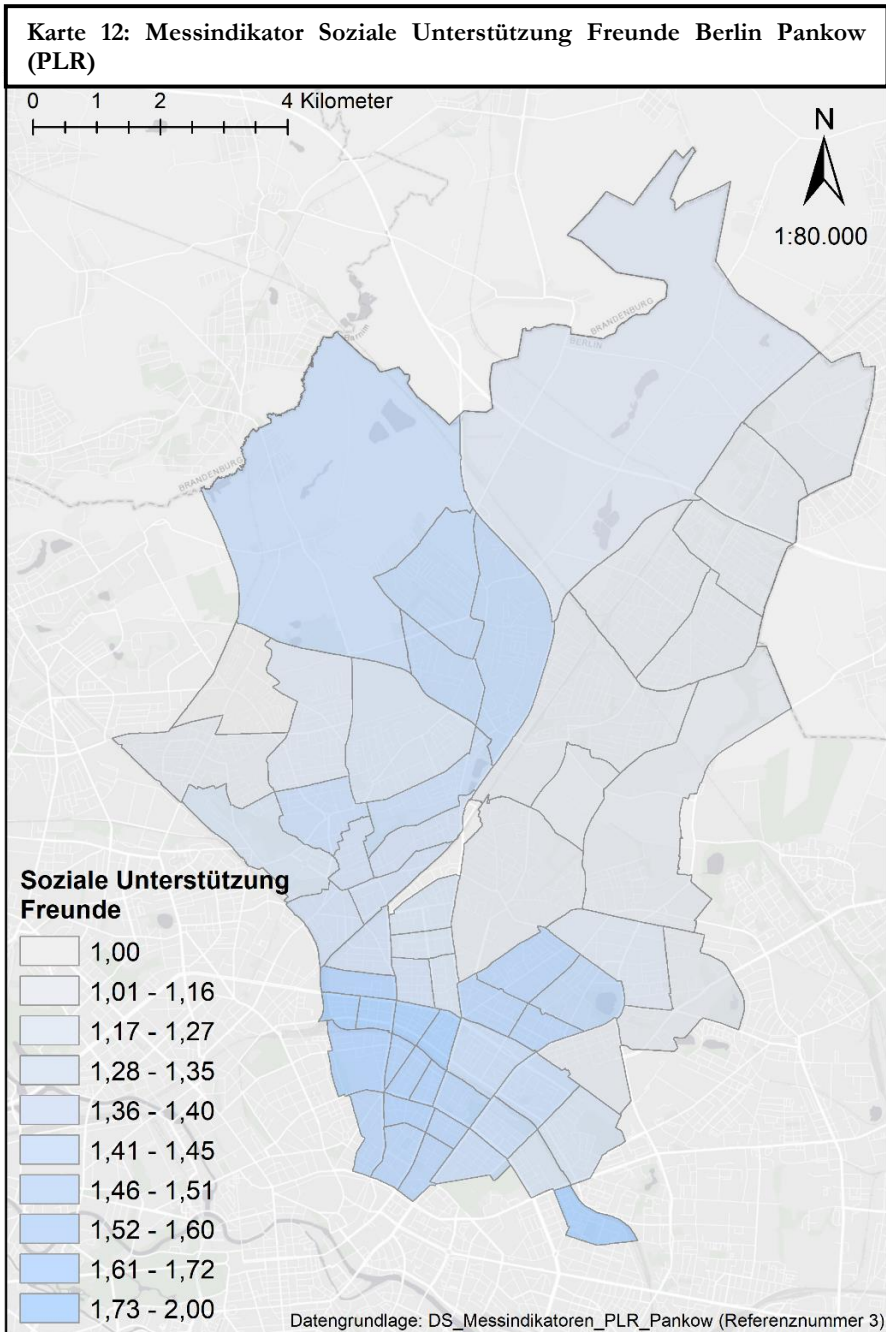 Karte 12: Messindikator Soziale Unterstützung Freunde Berlin Pankow
(PLR)
0 1 2 4 Kilometer
N
1:80.000
BRANDENBURG
BERLIN
BRANDENBURG
Soziale Unterstützung
Freunde
1,00
1,01 - 1,16
1,17 - 1,27
1,28 - 1,35
1,36 - 1,40
1,41 - 1,45
1,46 - 1,51
1,52 - 1,60
1,61 - 1,72
1,73 - 2,00
Datengrundlage: DS_Messindikatoren_PLR_Pankow (Referenznummer 3)